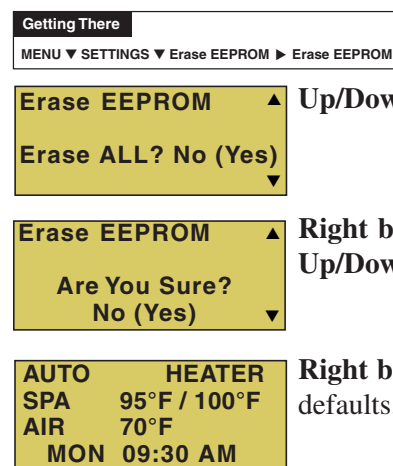 Getting There
MENU ▼ SETTINGS ▼ Erase EEPROM ► Erase EEPROM
Erase EEPROM ▲
Up/Dow
Erase ALL? No (Yes)
▼
Erase EEPROM ▲
Right b
Up/Dow
Are You Sure?
No (Yes) ▼
AUTO HEATER
Right b
SPA 95°F / 100°F
defaults.
AIR 70°F
MON 09:30 AM